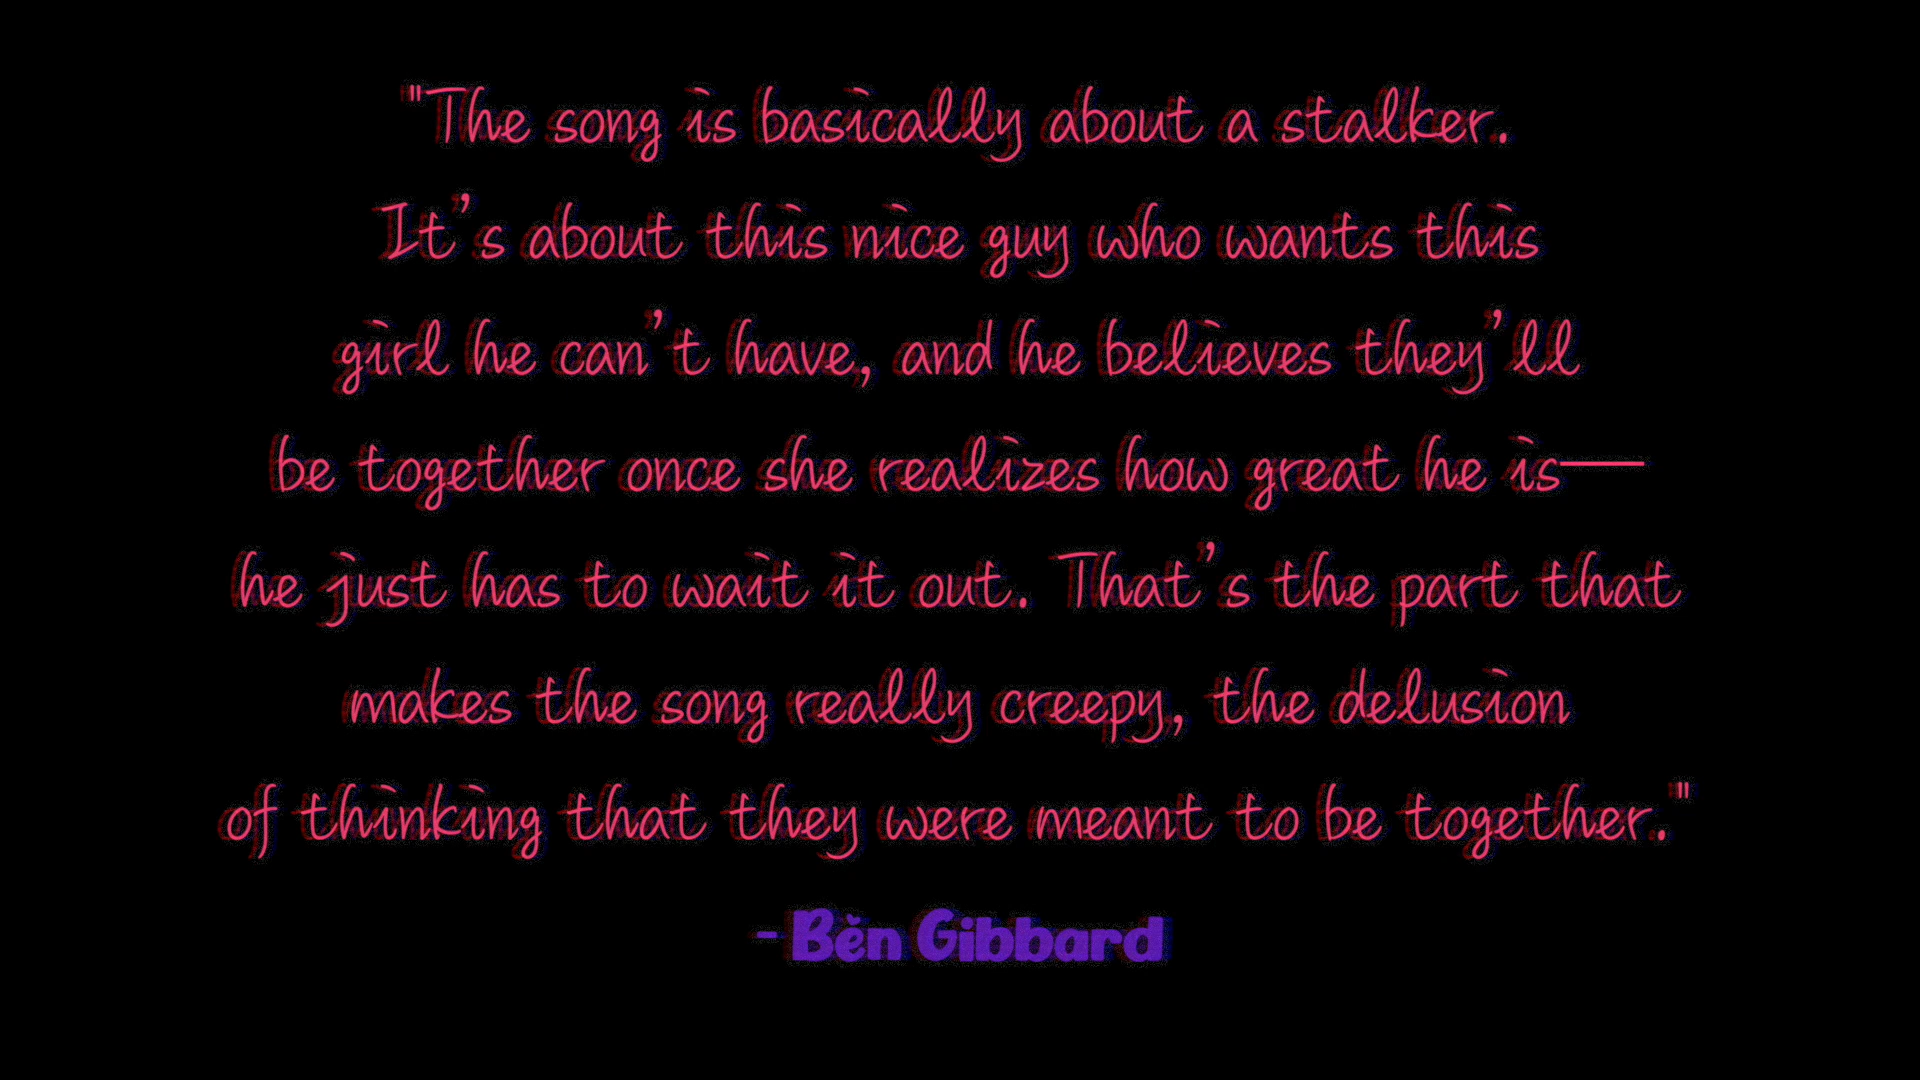 "The song is basically about a stalker.
It’s about this nice guy who wants this
girl he can’t have, and he believes they’ll
be together once she realizes how great he is—
he just has to wait it out. That’s the part that
makes the song really creepy, the delusion
of thinking that they were meant to be together."
- Ben Gibbard